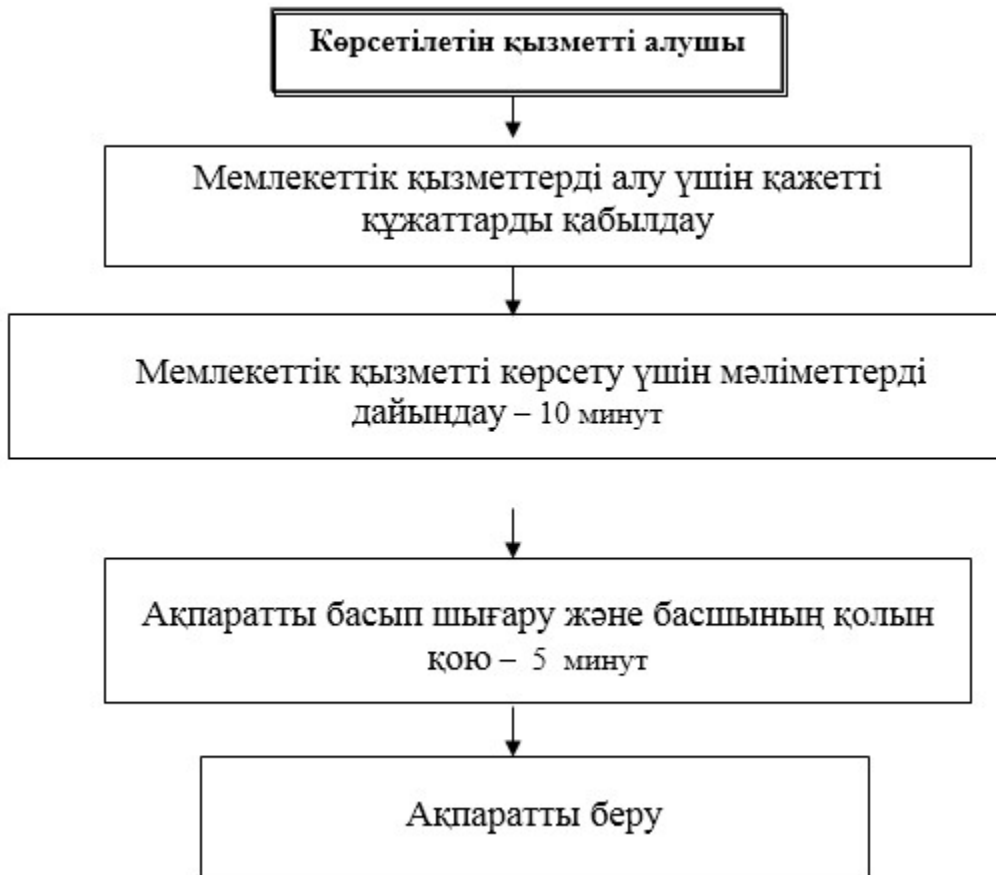 Көрсетілетін қызметті алушы
Мемлекеттік қызметтерді алу үшін қажетті
құжаттарды қабылдау
Мемлекеттік қызметті көрсету үшін мәліметтерді
дайындау – 10 минут
Ақпаратты басып шығару және басшының қолын
қою – 5 минут
Ақпаратты беру